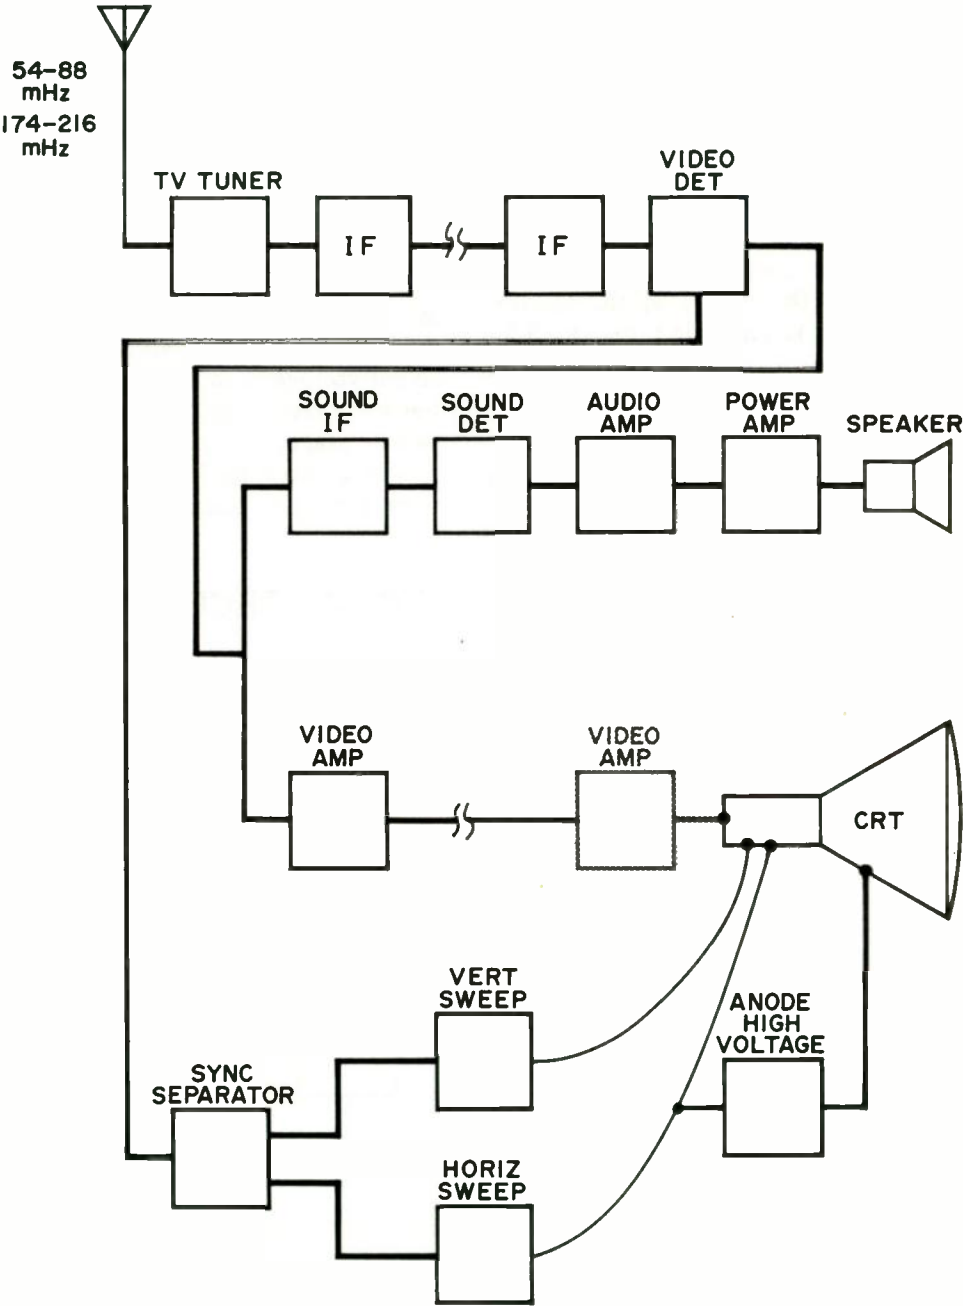 54-88
mHz
174-216
mHz
TV TUNER
IF
IF
VIDEO
DET
SOUND
IF
SOUND
DET
AUDIO
AMP
POWER
AMP
SPEAKER
VIDEO
AMP
VIDEO
AMP
CRT
VERT
SWEEP
ANODE
HIGH
VOLTAGE
SYNC
SEPARATOR
HORIZ
SWEEP